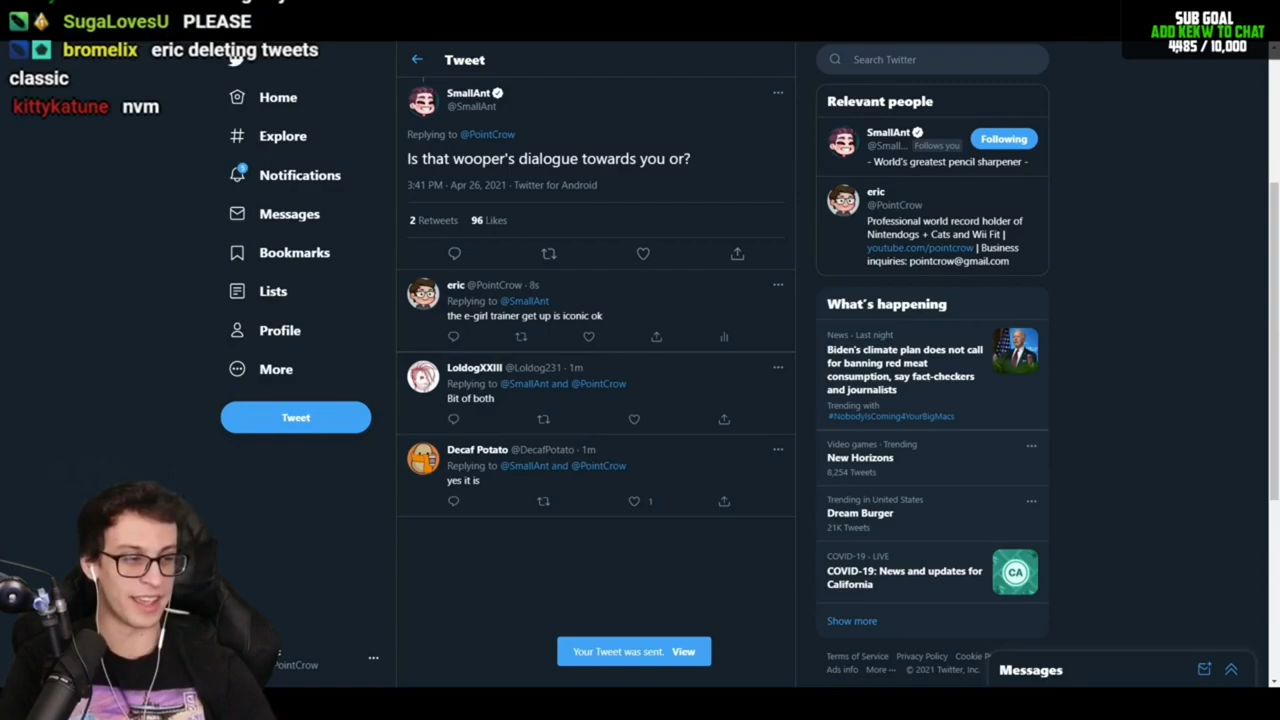 SugaLovesU PLEASE
bromelix eric deleting tweets
classic
kittykatune nvm
SUB GOAL
ADD KEKW TO CHAT
4,485 / 10,000
Home
Explore
5
Notifications
Messages
Bookmarks
Lists
Profile
More
Tweet
PointCrow
Tweet
SmallAnt
@SmallAnt
Replying to @PointCrow
Is that wooper's dialogue towards you or?
3:41 PM · Apr 26, 2021 · Twitter for Android
2 Retweets 96 Likes
eric @PointCrow · 8s
Replying to @SmallAnt
the e-girl trainer get up is iconic ok
LoldogXXIII @Loldog231 · 1m
Replying to @SmallAnt and @PointCrow
Bit of both
Decaf Potato @DecafPotato · 1m
Replying to @SmallAnt and @PointCrow
yes it is
1
Your Tweet was sent. View
Search Twitter
Relevant people
SmallAnt
@Small... Follows you
Following
- World's greatest pencil sharpener -
eric
@PointCrow
Professional world record holder of
Nintendogs + Cats and Wii Fit |
youtube.com/pointcrow | Business
inquiries: pointcrow@gmail.com
What's happening
News · Last night
Biden's climate plan does not call
for banning red meat
consumption, say fact-checkers
and journalists
Trending with
#NobodyIsComing4YourBigMacs
Video games · Trending
New Horizons
8,254 Tweets
Trending in United States
Dream Burger
21K Tweets
COVID-19 · LIVE
COVID-19: News and updates for
California
CA
Show more
Terms of Service Privacy Policy Cookie P
Ads info More ··· © 2021 Twitter, Inc.
Messages